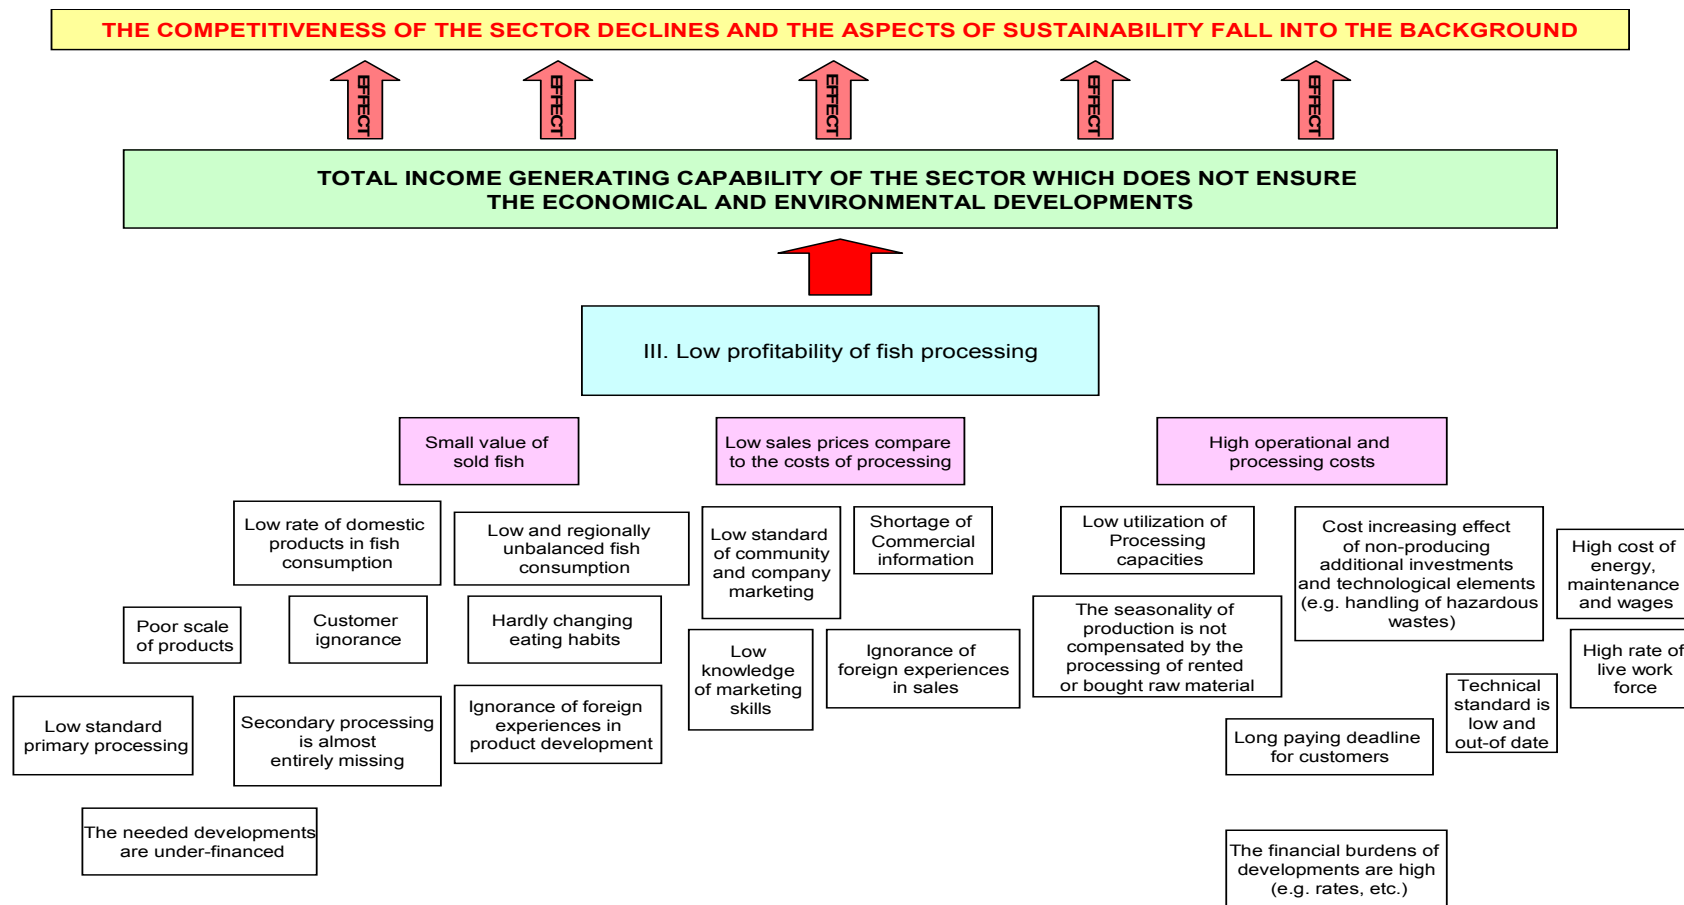 THE COMPETITIVENESS OF THE SECTOR DECLINES AND THE ASPECTS OF SUSTAINABILITY FALL INTO THE BACKGROUND
EFFECT
EFFECT
EFFECT
EFFECT
EFFECT
TOTAL INCOME GENERATING CAPABILITY OF THE SECTOR WHICH DOES NOT ENSURE
THE ECONOMICAL AND ENVIRONMENTAL DEVELOPMENTS
III. Low profitability of fish processing
Small value of
sold fish
Low sales prices compare
to the costs of processing
High operational and
processing costs
Low rate of domestic
products in fish
consumption
Low and regionally
unbalanced fish
consumption
Low standard
of community
and company
marketing
Shortage of
Commercial
information
Low utilization of
Processing
capacities
Cost increasing effect
of non-producing
additional investments
and technological elements
(e.g. handling of hazardous
wastes)
High cost of
energy,
maintenance
and wages
Poor scale
of products
Customer
ignorance
Hardly changing
eating habits
Low
knowledge
of marketing
skills
Ignorance of
foreign experiences
in sales
The seasonality of
production is not
compensated by the
processing of rented
or bought raw material
High rate of
live work
force
Low standard
primary processing
Secondary processing
is almost
entirely missing
Ignorance of foreign
experiences in
product development
Long paying deadline
for customers
Technical
standard is
low and
out-of date
The needed developments
are under-financed
The financial burdens of
developments are high
(e.g. rates, etc.)